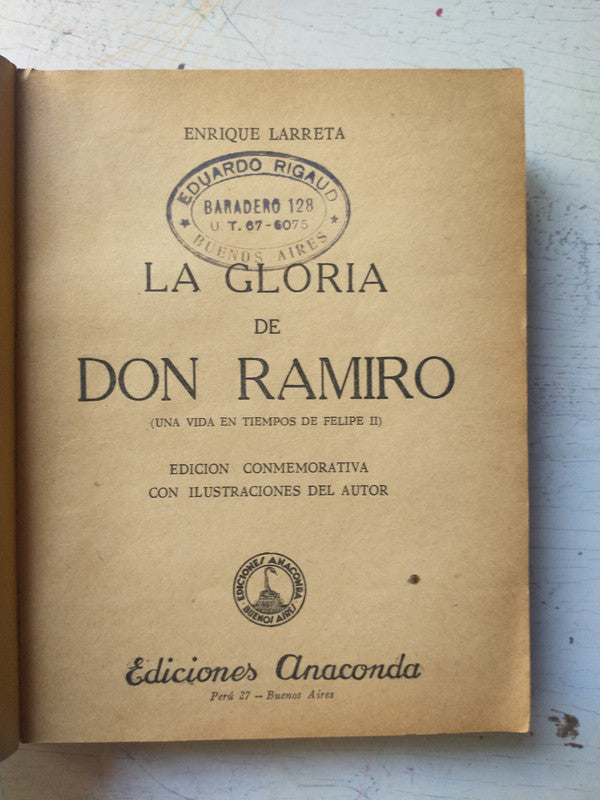 ENRIQUE LARRETA
EDUARDO RIGAUD
BARADERO 128
U. T. 67-6075
BUENOS AIRES
LA GLORIA
DE
DON RAMIRO
(UNA VIDA EN TIEMPOS DE FELIPE II)
EDICION CONMEMORATIVA
CON ILUSTRACIONES DEL AUTOR
EDICIONES ANACONDA
BUENOS AIRES
Ediciones Anaconda
Perú 27 — Buenos Aires